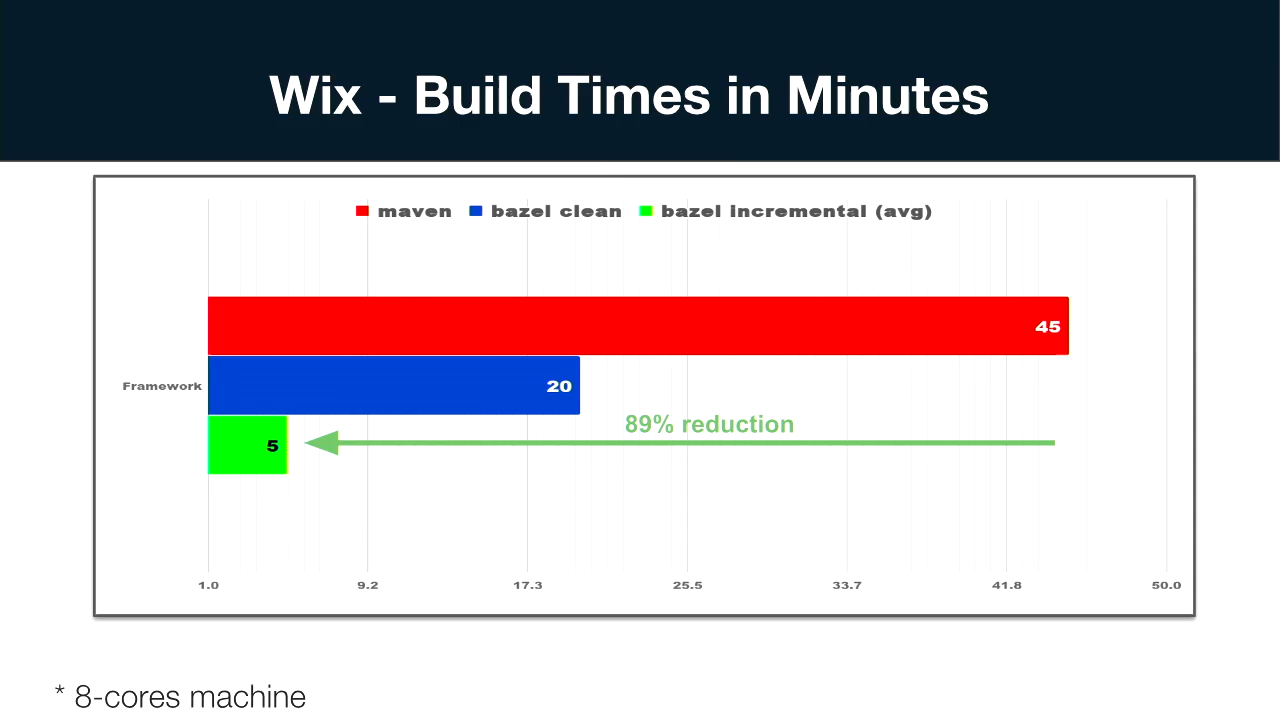 Wix - Build Times in Minutes
maven bazel clean bazel incremental (avg)
45
Framework 20
89% reduction
5
1.0 9.2 17.3 25.5 33.7 41.8 50.0
* 8-cores machine